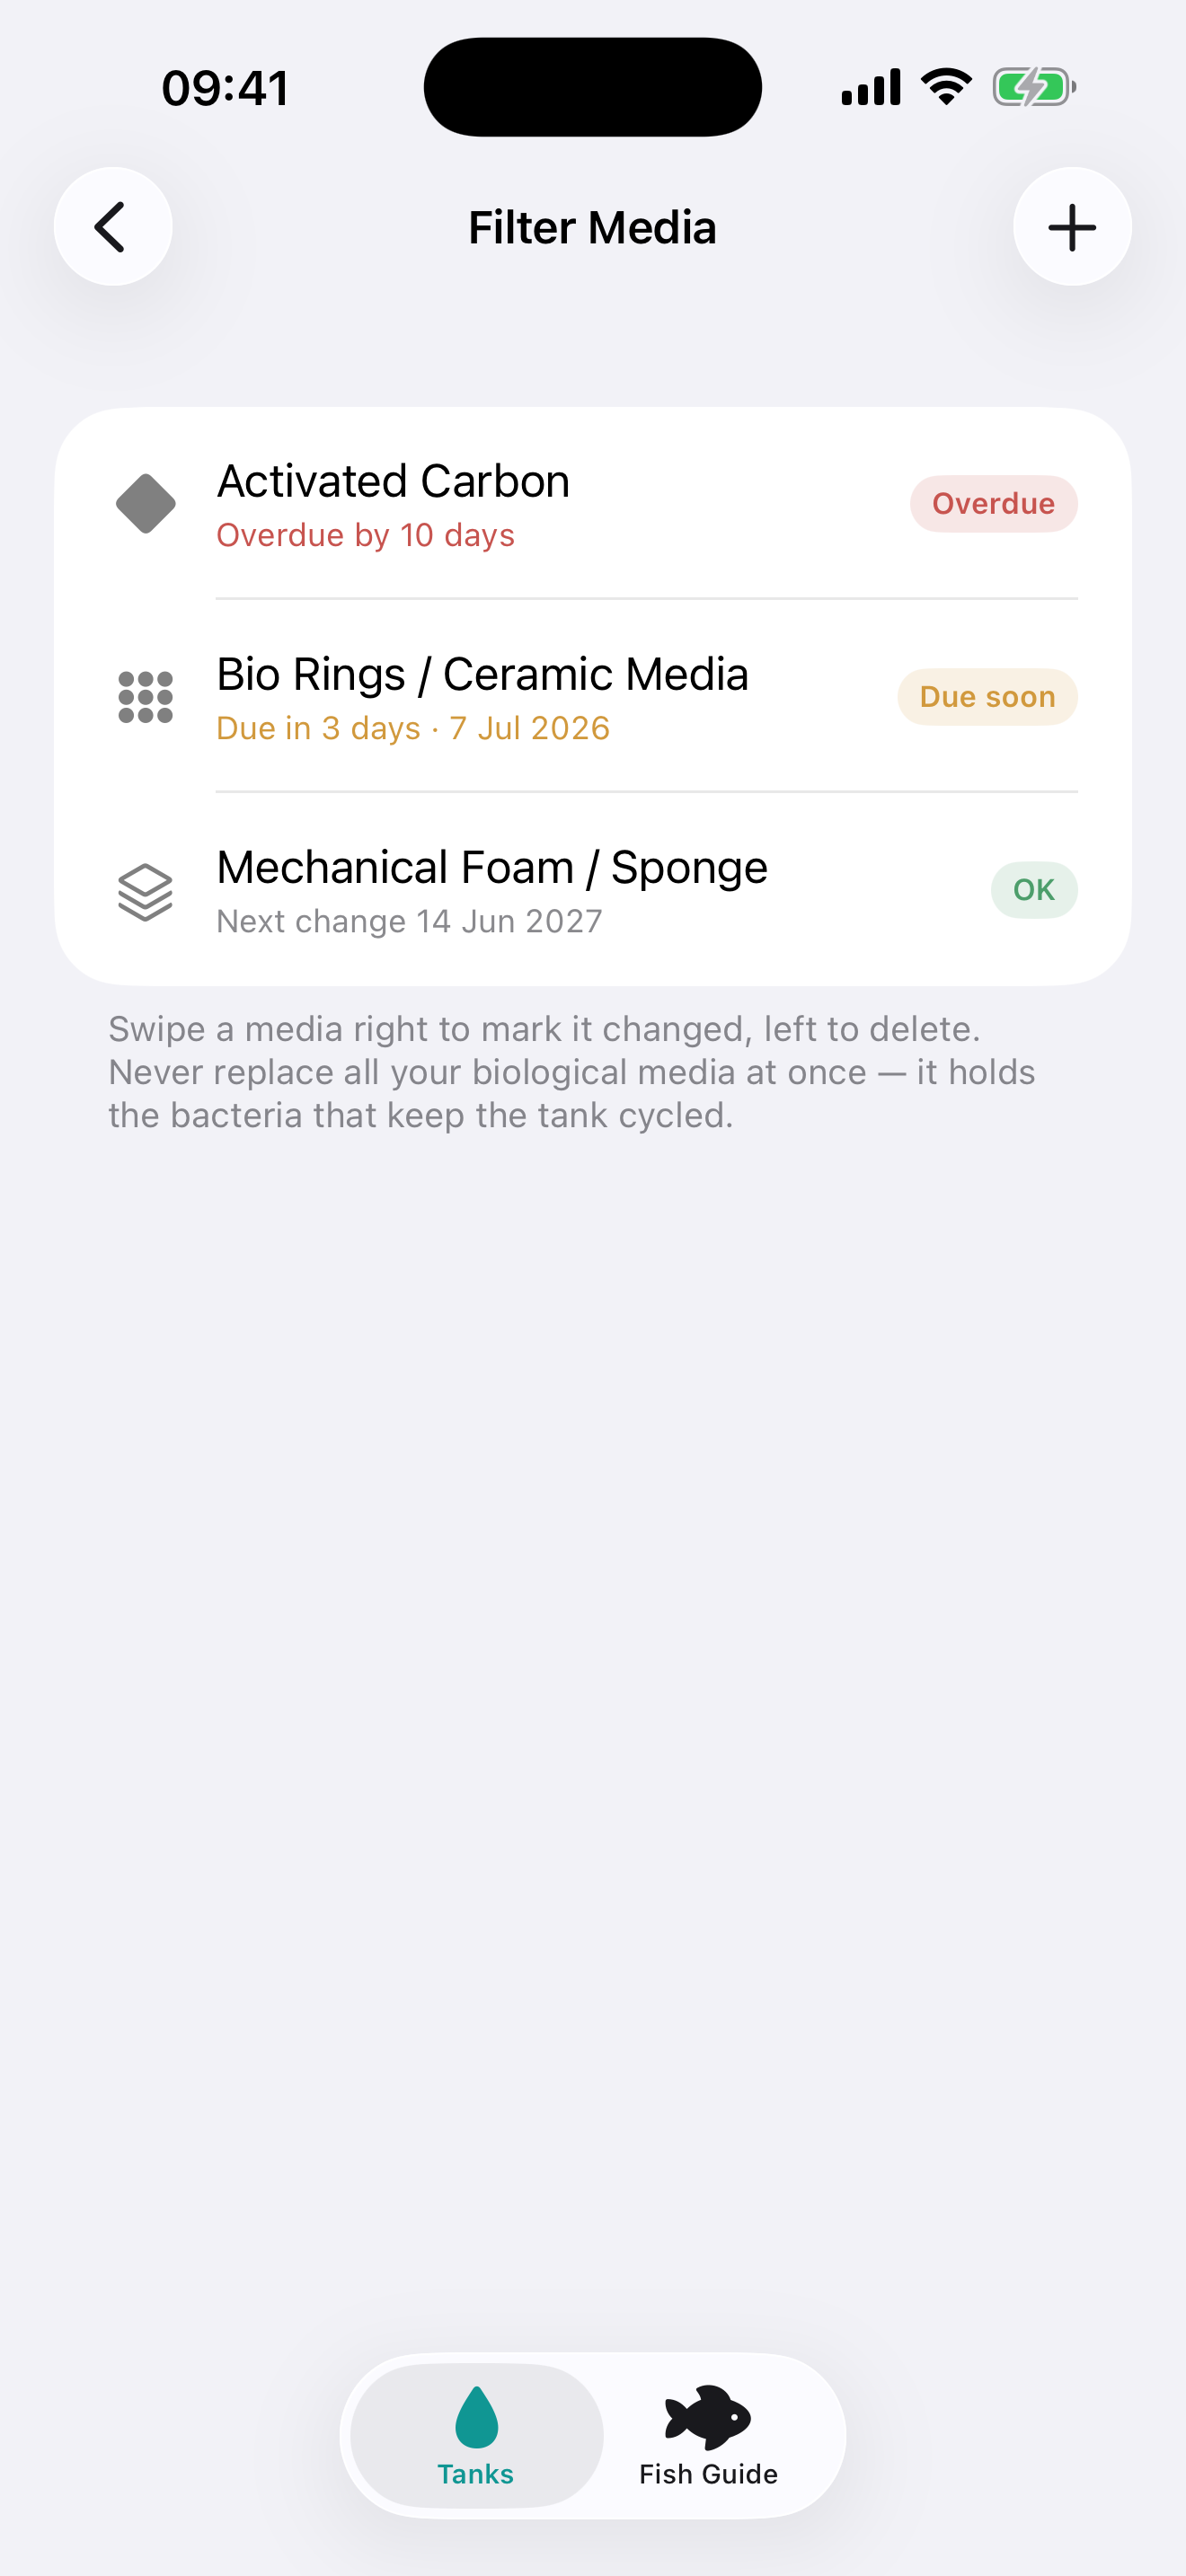 09:41
Filter Media
Activated Carbon
Overdue by 10 days
Overdue
Bio Rings / Ceramic Media
Due in 3 days · 7 Jul 2026
Due soon
Mechanical Foam / Sponge
Next change 14 Jun 2027
OK
Swipe a media right to mark it changed, left to delete.
Never replace all your biological media at once — it holds
the bacteria that keep the tank cycled.
Tanks
Fish Guide